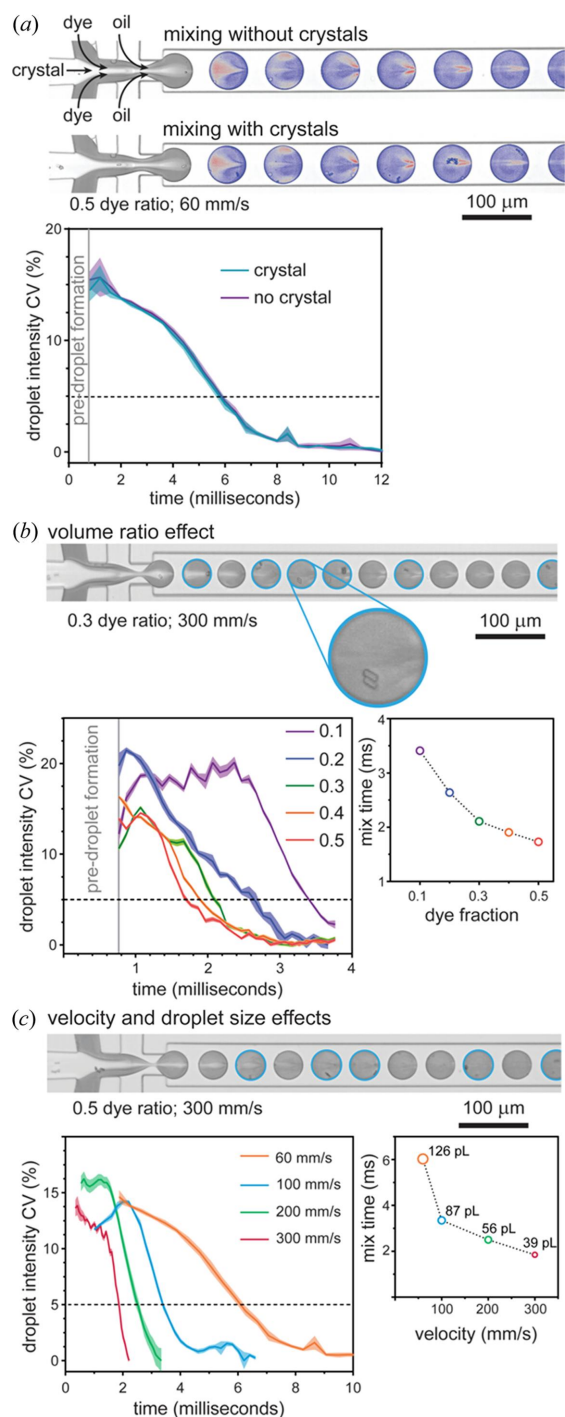 (a)
dye oil
mixing without crystals
crystal
dye oil
mixing with crystals
0.5 dye ratio; 60 mm/s
100 µm
20
15
10
5
0
droplet intensity CV (%)
pre-droplet formation
crystal
no crystal
0 2 4 6 8 10 12
time (milliseconds)
(b) volume ratio effect
0.3 dye ratio; 300 mm/s
100 µm
20
15
10
5
0
droplet intensity CV (%)
pre-droplet formation
0.1
0.2
0.3
0.4
0.5
1 2 3 4
time (milliseconds)
4
3
2
1
mix time (ms)
0.1 0.3 0.5
dye fraction
(c) velocity and droplet size effects
0.5 dye ratio; 300 mm/s
100 µm
20
15
10
5
0
droplet intensity CV (%)
60 mm/s
100 mm/s
200 mm/s
300 mm/s
0 2 4 6 8 10
time (milliseconds)
6
4
2
mix time (ms)
126 pL
87 pL
56 pL
39 pL
0 100 200 300
velocity (mm/s)